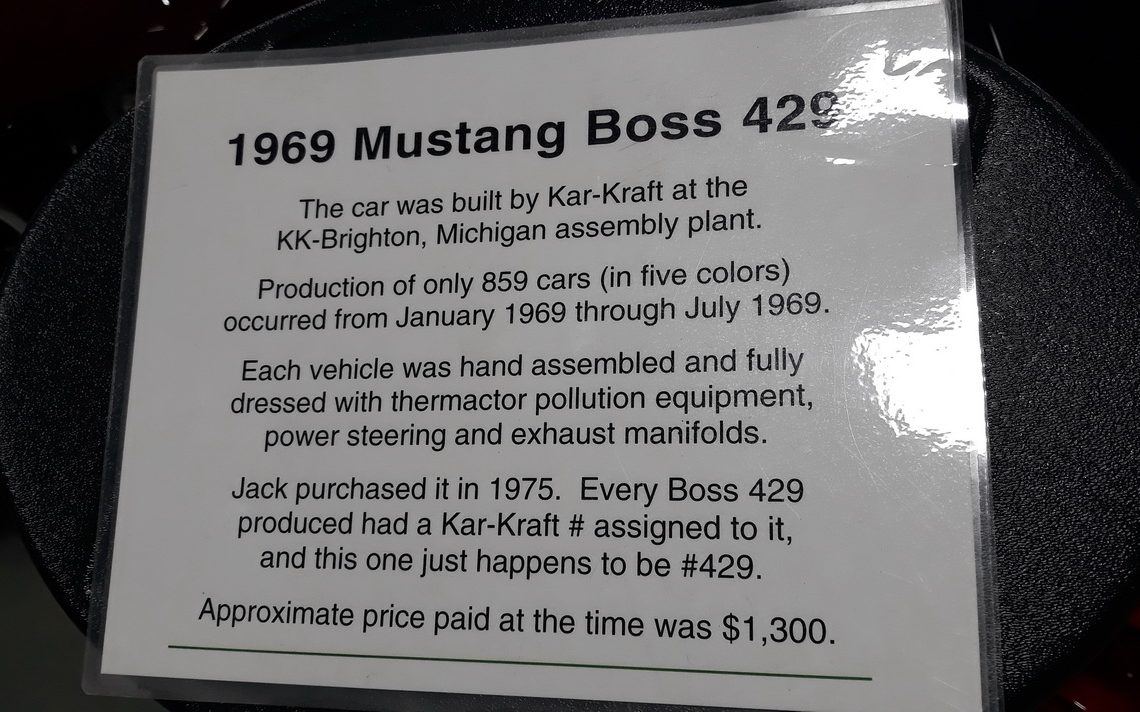 1969 Mustang Boss 429
The car was built by Kar-Kraft at the
KK-Brighton, Michigan assembly plant.
Production of only 859 cars (in five colors)
occurred from January 1969 through July 1969.
Each vehicle was hand assembled and fully
dressed with thermactor pollution equipment,
power steering and exhaust manifolds.
Jack purchased it in 1975.  Every Boss 429
produced had a Kar-Kraft # assigned to it,
and this one just happens to be #429.
Approximate price paid at the time was $1,300.